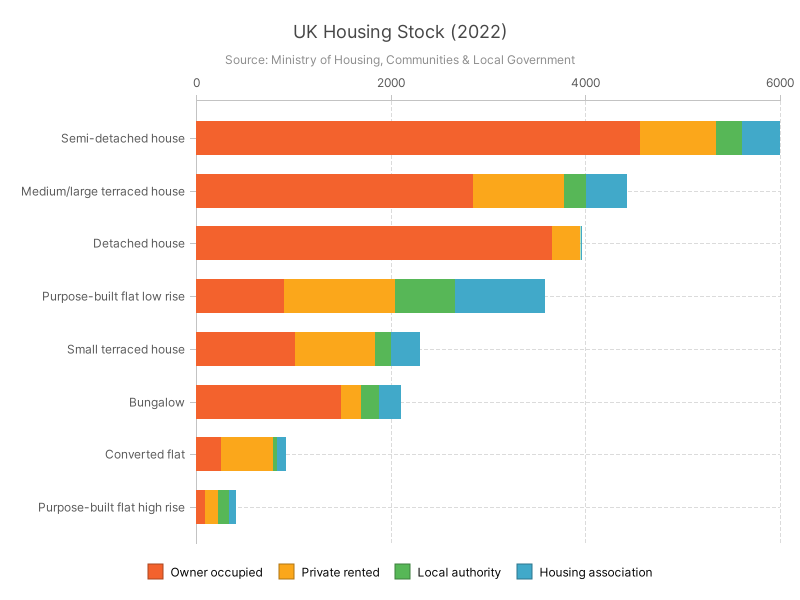 UK Housing Stock (2022)
Source: Ministry of Housing, Communities & Local Government
0 2000 4000 6000
Semi-detached house
Medium/large terraced house
Detached house
Purpose-built flat low rise
Small terraced house
Bungalow
Converted flat
Purpose-built flat high rise
Owner occupied Private rented Local authority Housing association